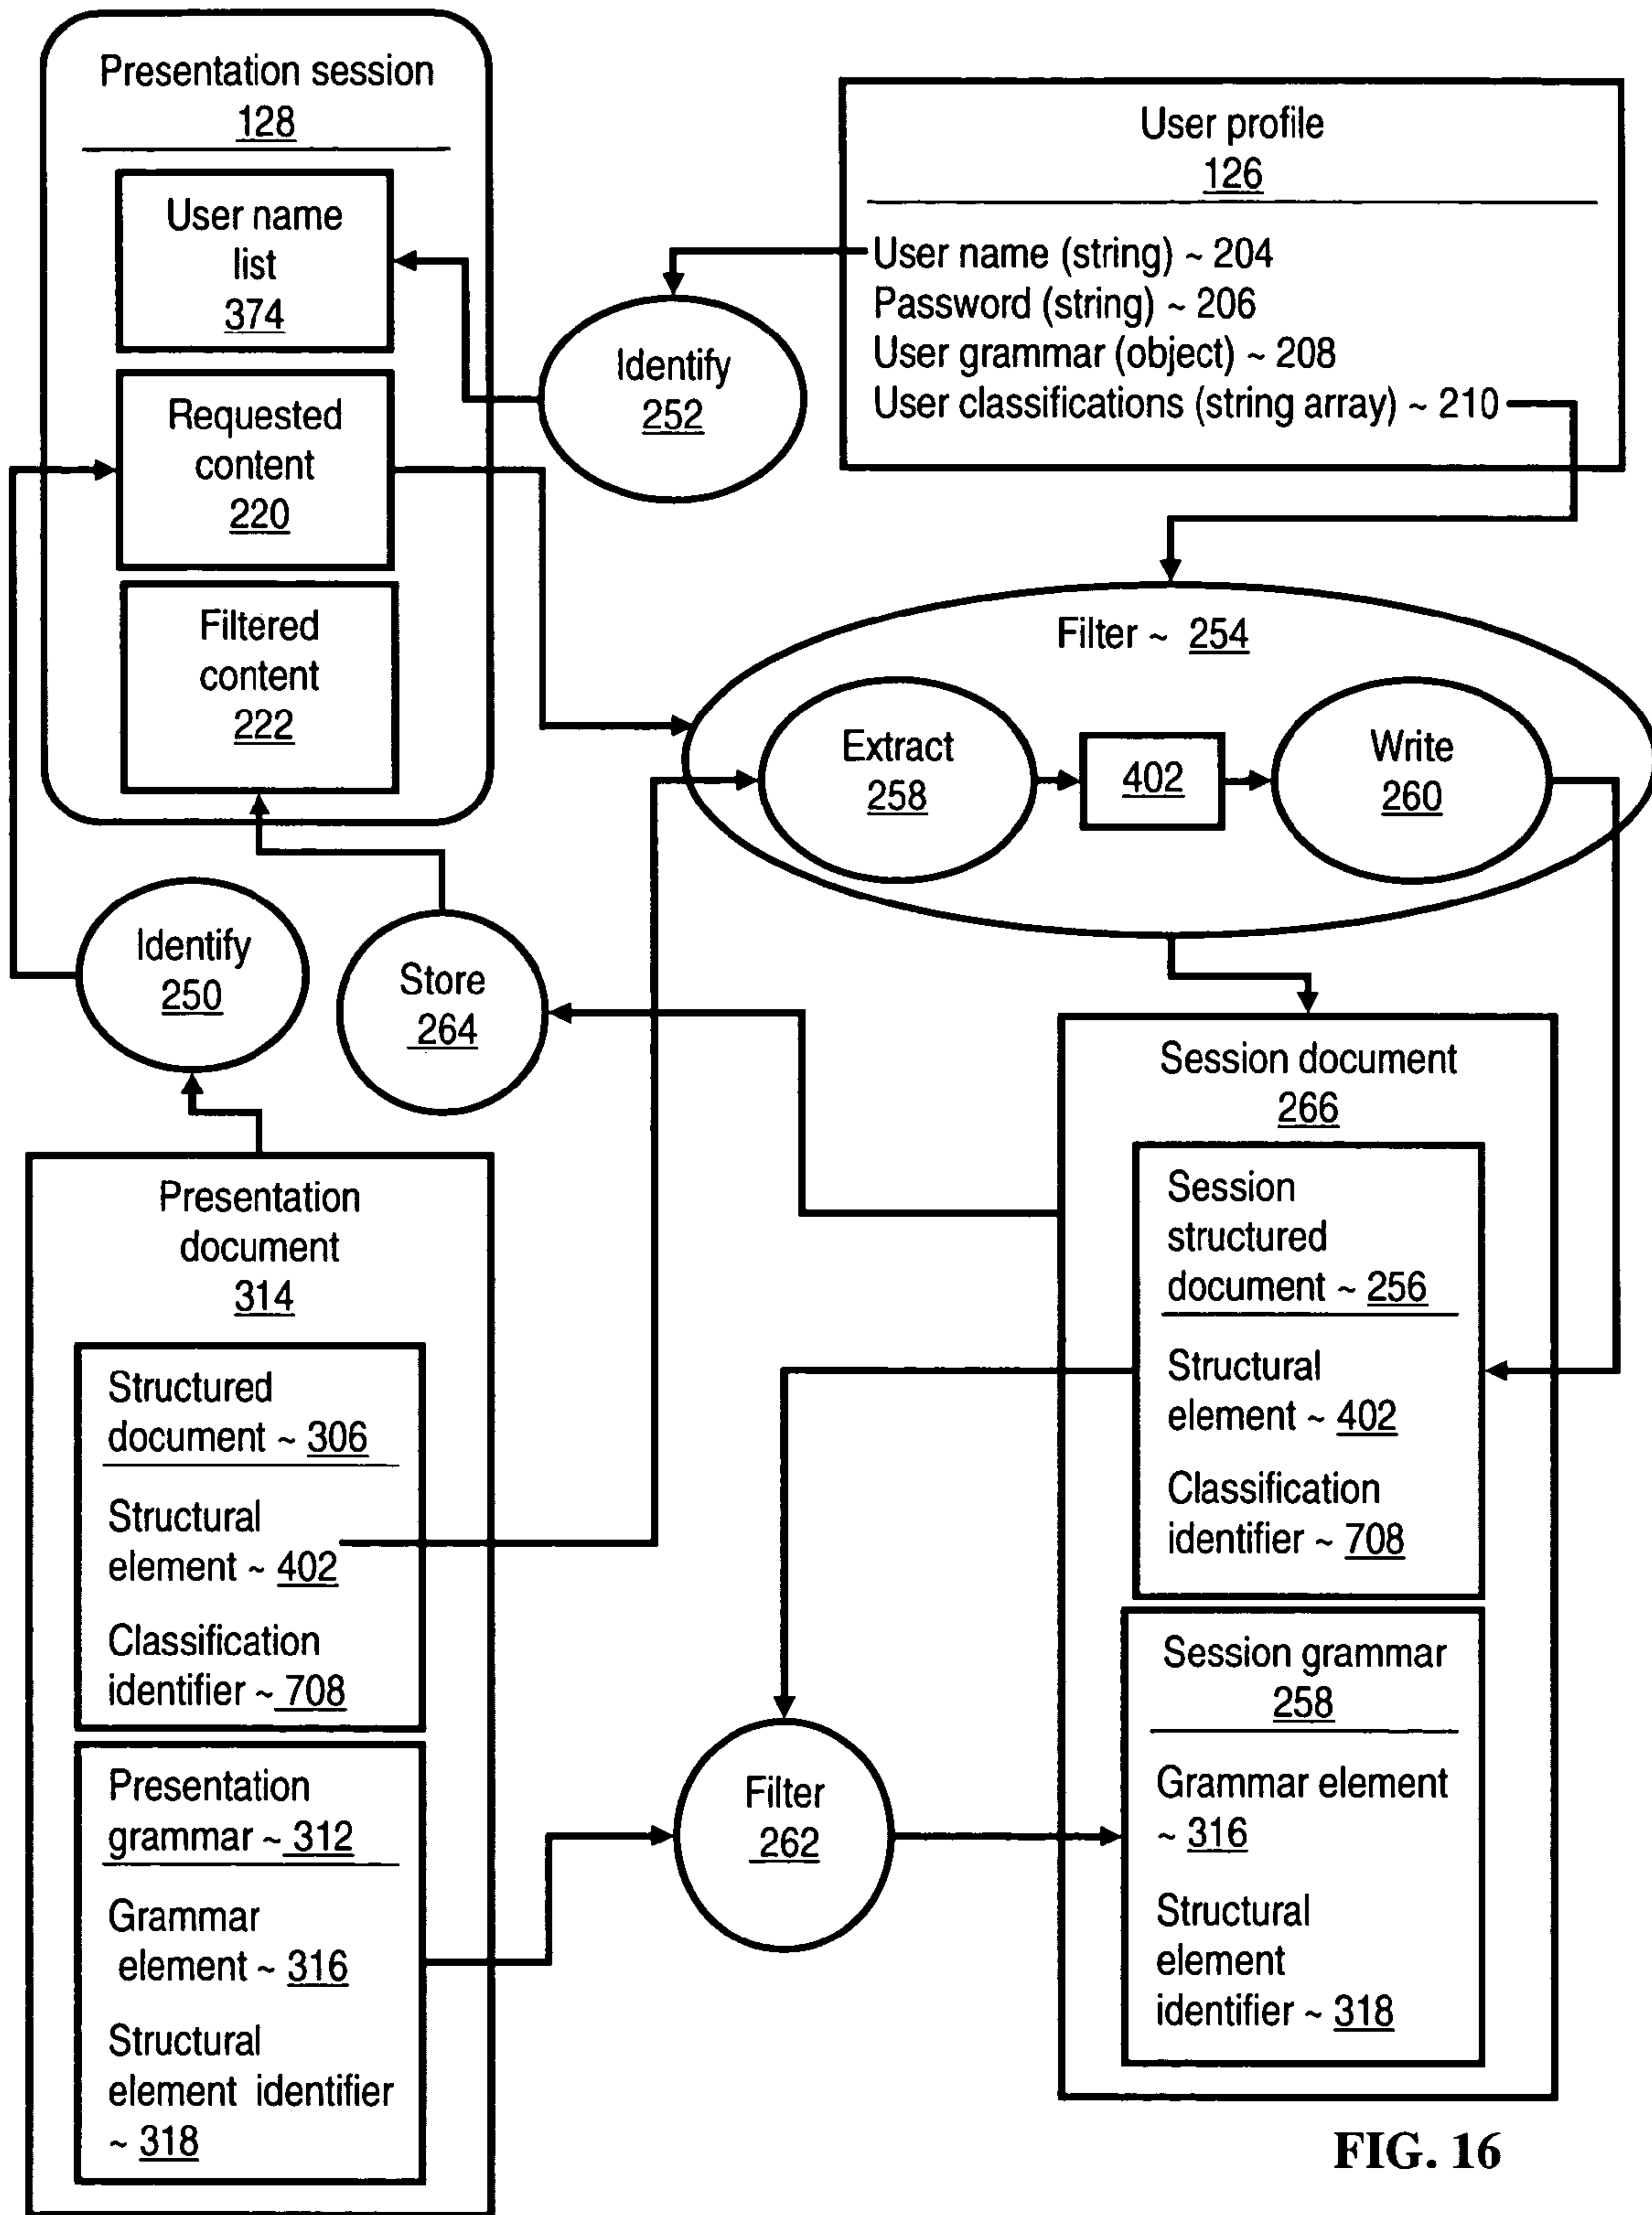 Presentation session
128
User name
list
374
Requested
content
220
Filtered
content
222
User profile
126
User name (string) ~ 204
Password (string) ~ 206
User grammar (object) ~ 208
User classifications (string array) ~ 210
Identify
252
Filter ~ 254
Extract
258
402
Write
260
Identify
250
Store
264
Session document
266
Session
structured
document ~ 256
Structural
element ~ 402
Classification
identifier ~ 708
Session grammar
258
Grammar element
~ 316
Structural
element
identifier ~ 318
Presentation
document
314
Structured
document ~ 306
Structural
element ~ 402
Classification
identifier ~ 708
Presentation
grammar ~ 312
Grammar
element ~ 316
Structural
element identifier
~ 318
Filter
262
FIG. 16